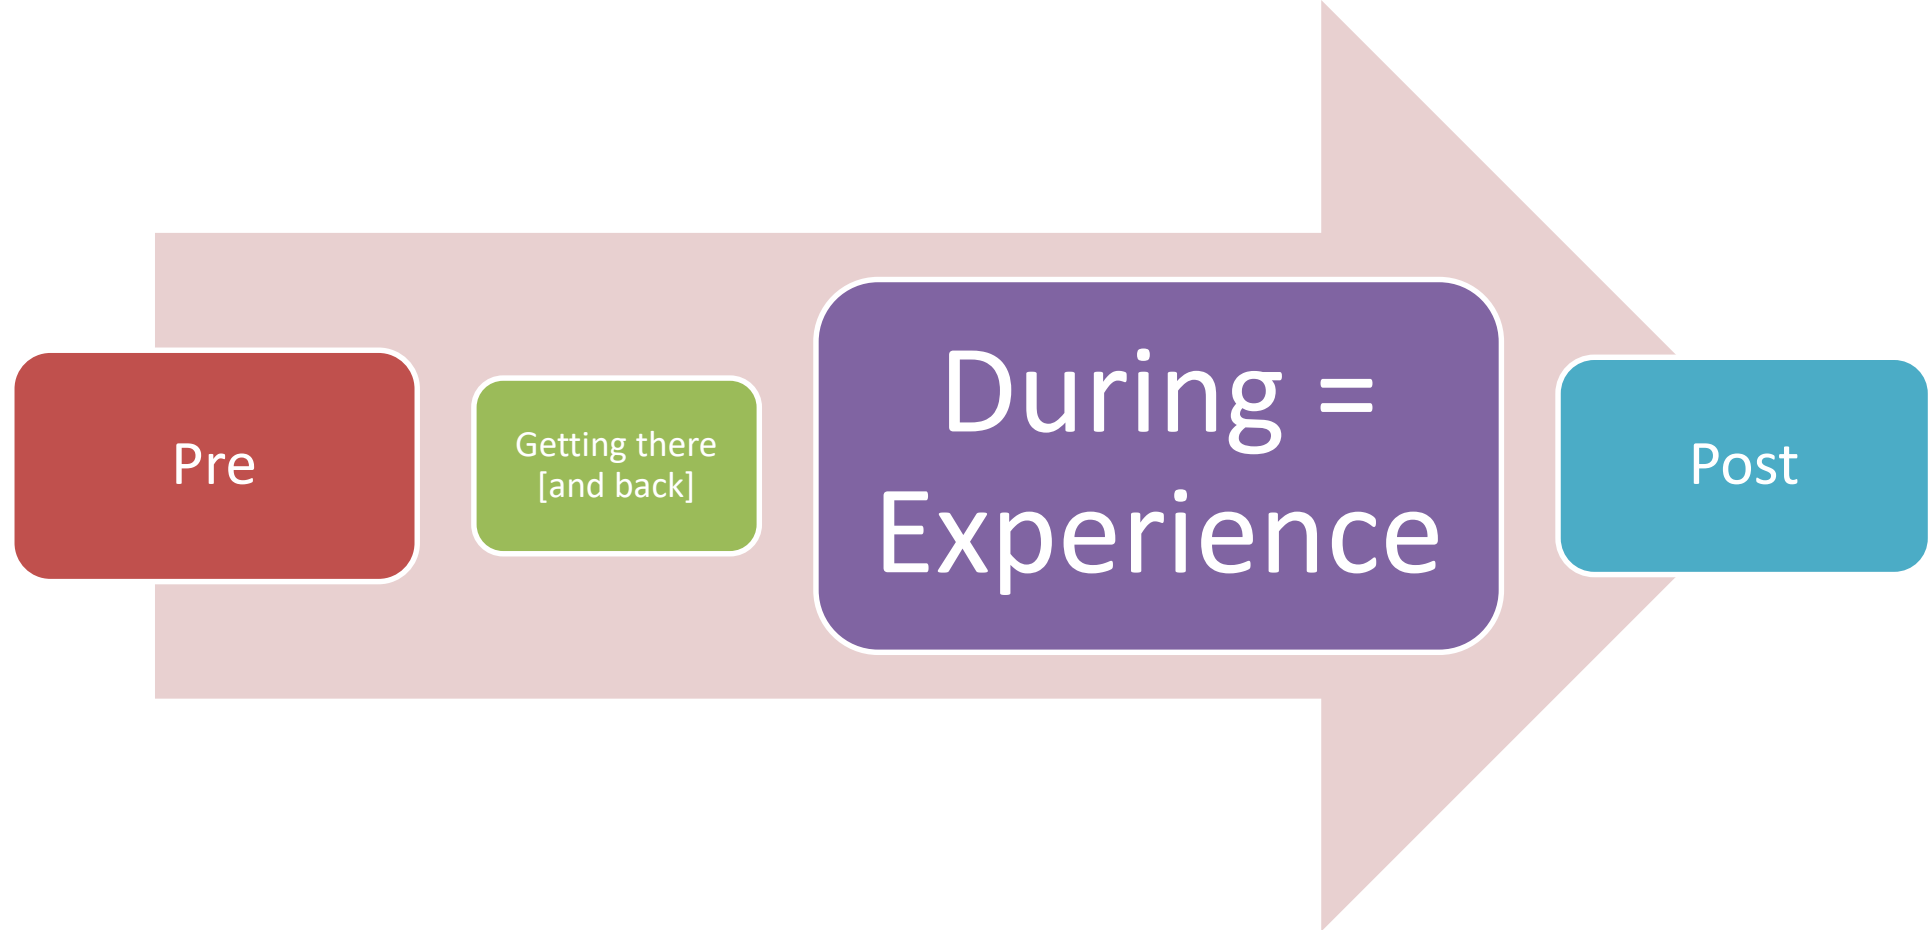 Pre
Getting there
[and back]
During =
Experience
Post